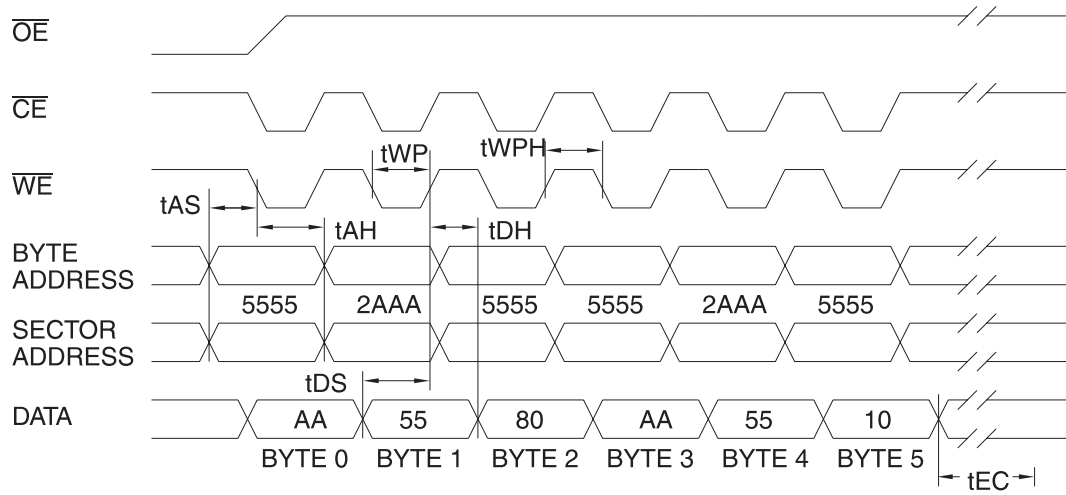 OE
CE
tWP
tWPH
WE
tAS
tAH
tDH
BYTE
ADDRESS
5555 2AAA 5555 5555 2AAA 5555
SECTOR
ADDRESS
tDS
DATA
AA 55 80 AA 55 10
BYTE 0 BYTE 1 BYTE 2 BYTE 3 BYTE 4 BYTE 5
tEC